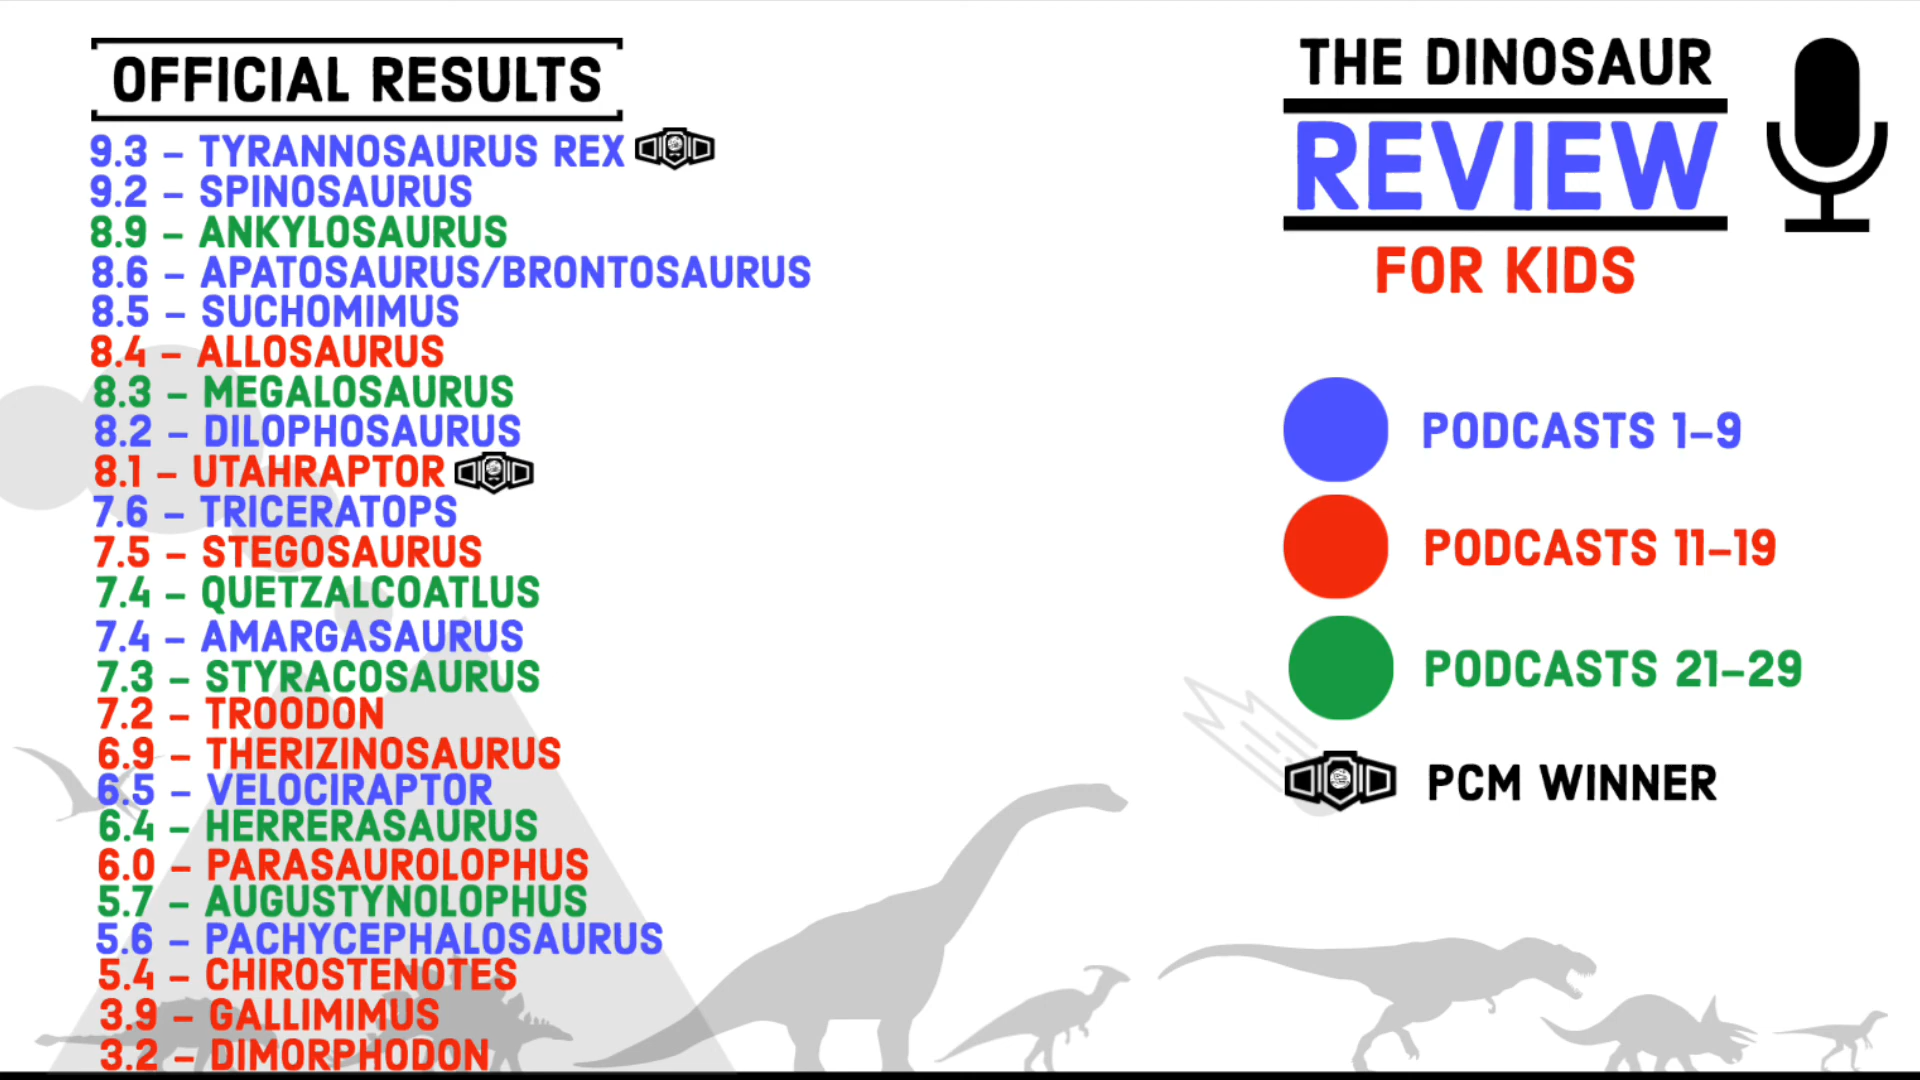 OFFICIAL RESULTS
9.3 – TYRANNOSAURUS REX
9.2 – SPINOSAURUS
8.9 – ANKYLOSAURUS
8.6 – APATOSAURUS/BRONTOSAURUS
8.5 – SUCHOMIMUS
8.4 – ALLOSAURUS
8.3 – MEGALOSAURUS
8.2 – DILOPHOSAURUS
8.1 – UTAHRAPTOR
7.6 – TRICERATOPS
7.5 – STEGOSAURUS
7.4 – QUETZALCOATLUS
7.4 – AMARGASAURUS
7.3 – STYRACOSAURUS
7.2 – TROODON
6.9 – THERIZINOSAURUS
6.5 – VELOCIRAPTOR
6.4 – HERRERASAURUS
6.0 – PARASAUROLOPHUS
5.7 – AUGUSTYNOLOPHUS
5.6 – PACHYCEPHALOSAURUS
5.4 – CHIROSTENOTES
3.9 – GALLIMIMUS
3.2 – DIMORPHODON
THE DINOSAUR
REVIEW
FOR KIDS
PODCASTS 1–9
PODCASTS 11–19
PODCASTS 21–29
PCM WINNER